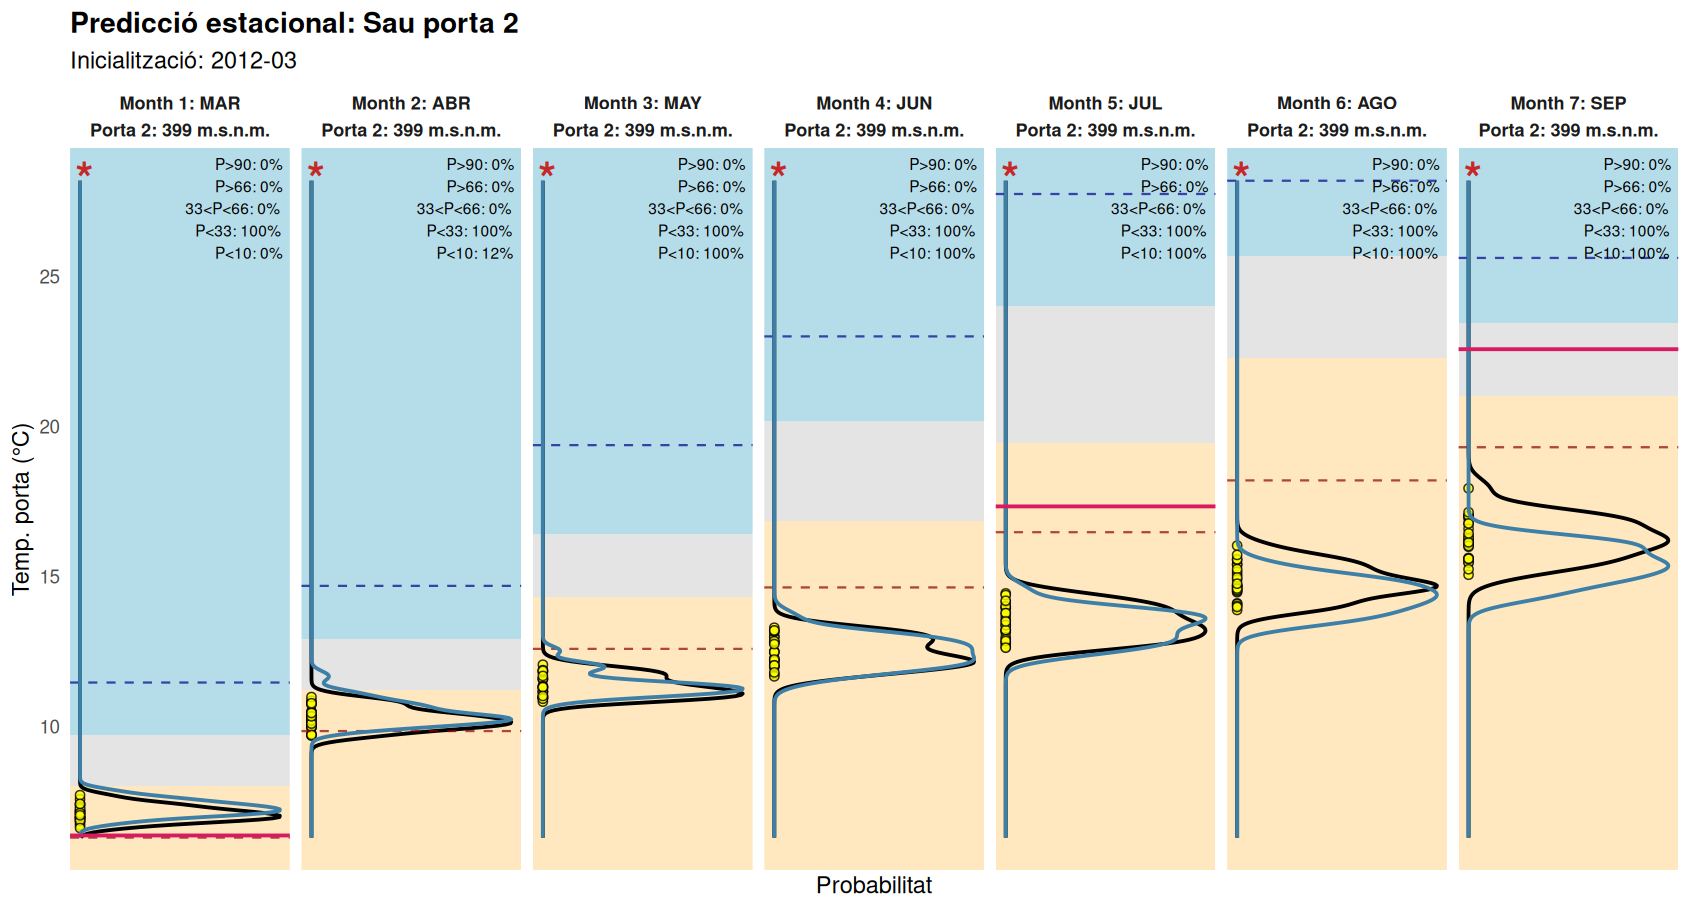 Predicció estacional: Sau porta 2
Inicialització: 2012-03
Month 1: MAR
Porta 2: 399 m.s.n.m.
Month 2: ABR
Porta 2: 399 m.s.n.m.
Month 3: MAY
Porta 2: 399 m.s.n.m.
Month 4: JUN
Porta 2: 399 m.s.n.m.
Month 5: JUL
Porta 2: 399 m.s.n.m.
Month 6: AGO
Porta 2: 399 m.s.n.m.
Month 7: SEP
Porta 2: 399 m.s.n.m.
*
P>90: 0%
P>66: 0%
33<P<66: 0%
P<33: 100%
P<10: 0%
*
P>90: 0%
P>66: 0%
33<P<66: 0%
P<33: 100%
P<10: 12%
*
P>90: 0%
P>66: 0%
33<P<66: 0%
P<33: 100%
P<10: 100%
*
P>90: 0%
P>66: 0%
33<P<66: 0%
P<33: 100%
P<10: 100%
*
P>90: 0%
P>66: 0%
33<P<66: 0%
P<33: 100%
P<10: 100%
*
P>90: 0%
P>66: 0%
33<P<66: 0%
P<33: 100%
P<10: 100%
*
P>90: 0%
P>66: 0%
33<P<66: 0%
P<33: 100%
P<10: 100%
25
20
15
10
Temp. porta (°C)
Probabilitat